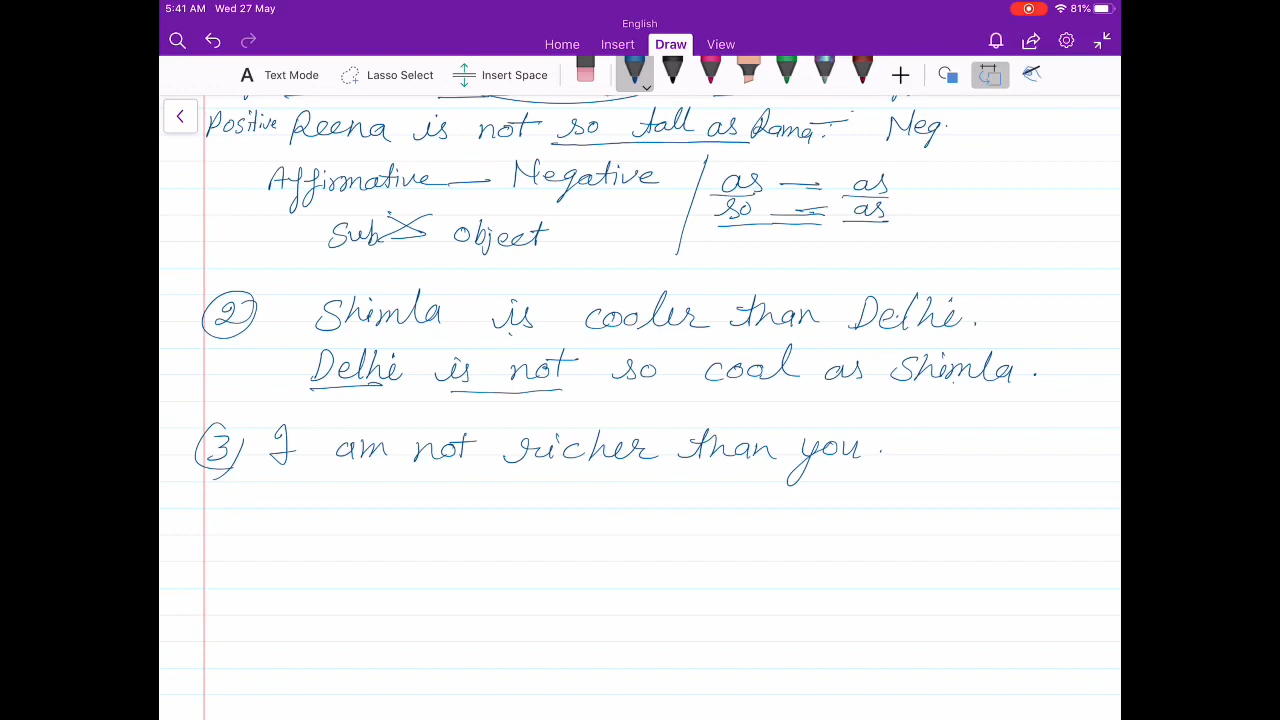 5:41 AM Wed 27 May
81%
English
Home Insert Draw View
A Text Mode Lasso Select Insert Space
Positive Reena is not so tall as Rama. Neg.
Affirmative — Negative as — as
so = as
Sub object
2 Shimla is cooler than Delhi.
Delhi is not so coal as Shimla.
3 I am not richer than you.